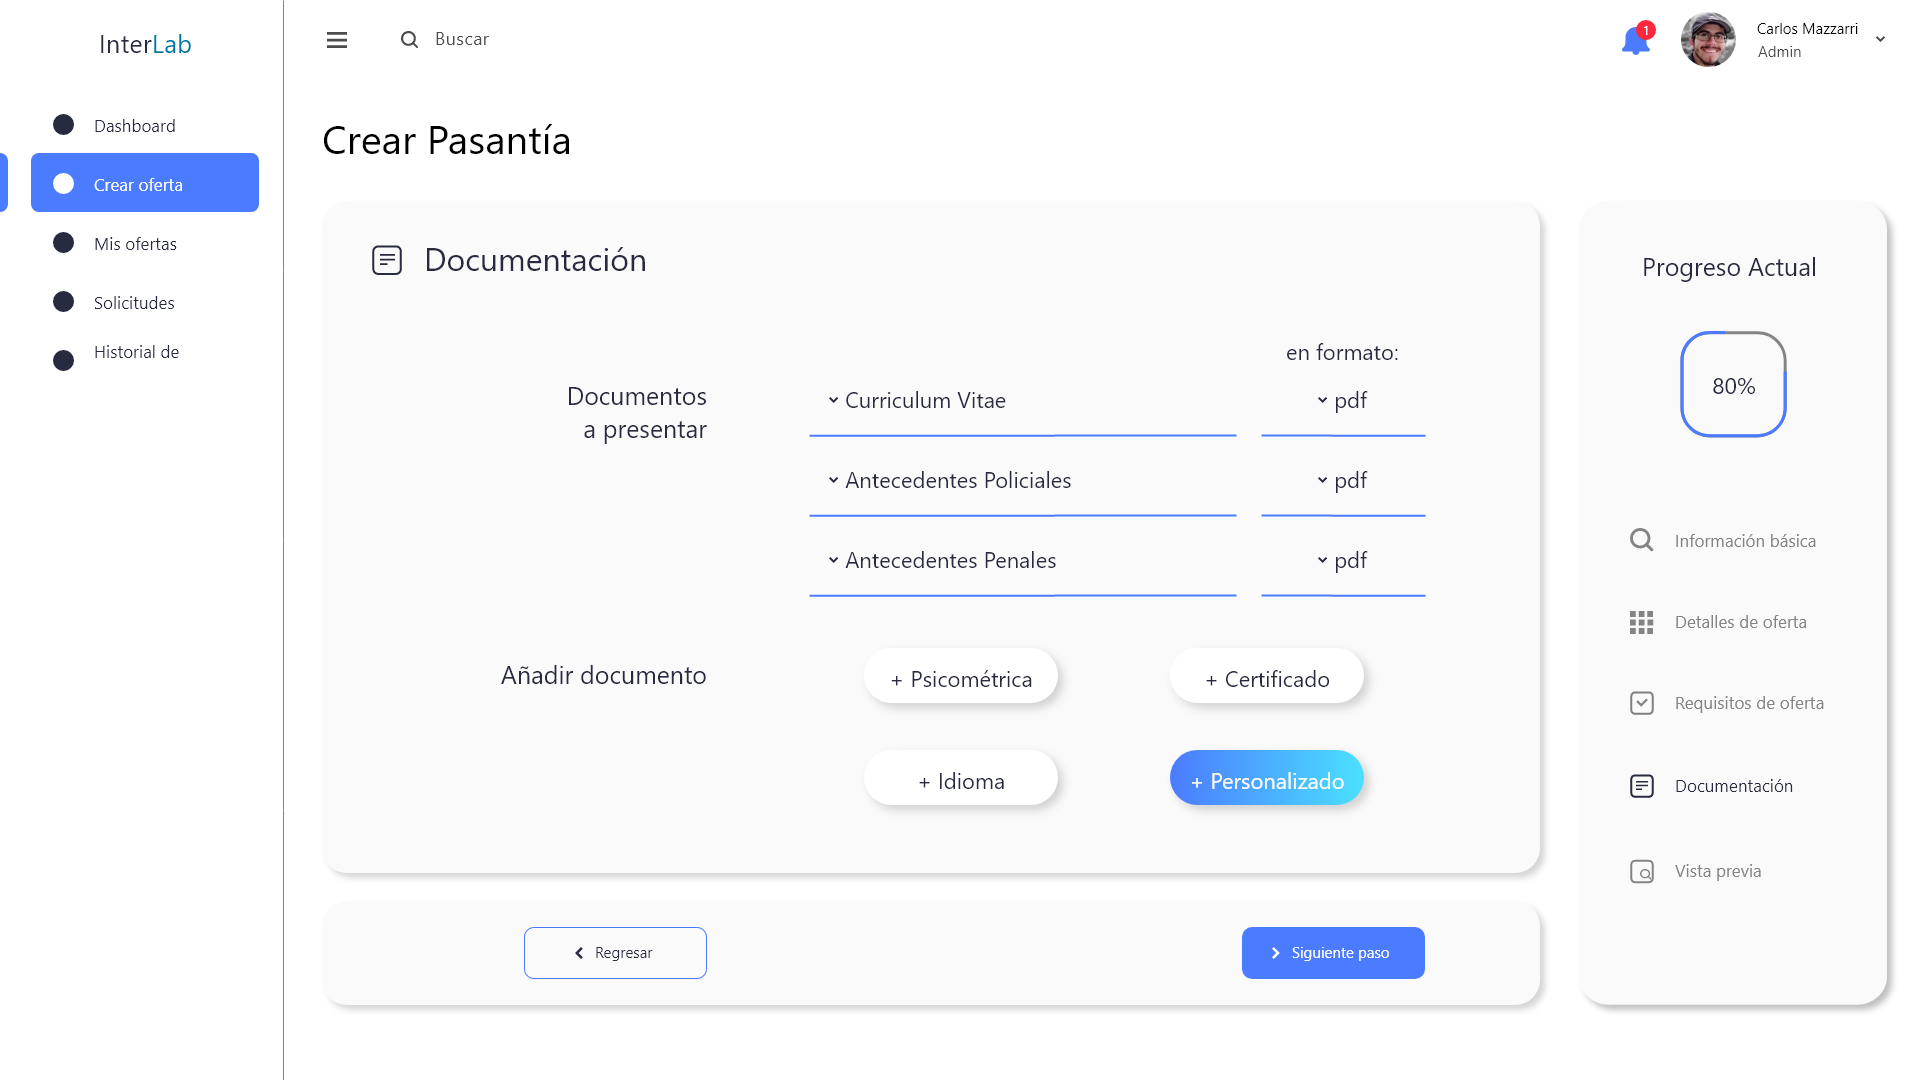 InterLab
Buscar
1
Carlos Mazzarri
Admin
Dashboard
Crear oferta
Mis ofertas
Solicitudes
Historial de
Crear Pasantía
Documentación
en formato:
Documentos
a presentar
Curriculum Vitae
pdf
Antecedentes Policiales
pdf
Antecedentes Penales
pdf
Añadir documento
+ Psicométrica
+ Certificado
+ Idioma
+ Personalizado
Regresar
Siguiente paso
Progreso Actual
80%
Información básica
Detalles de oferta
Requisitos de oferta
Documentación
Vista previa